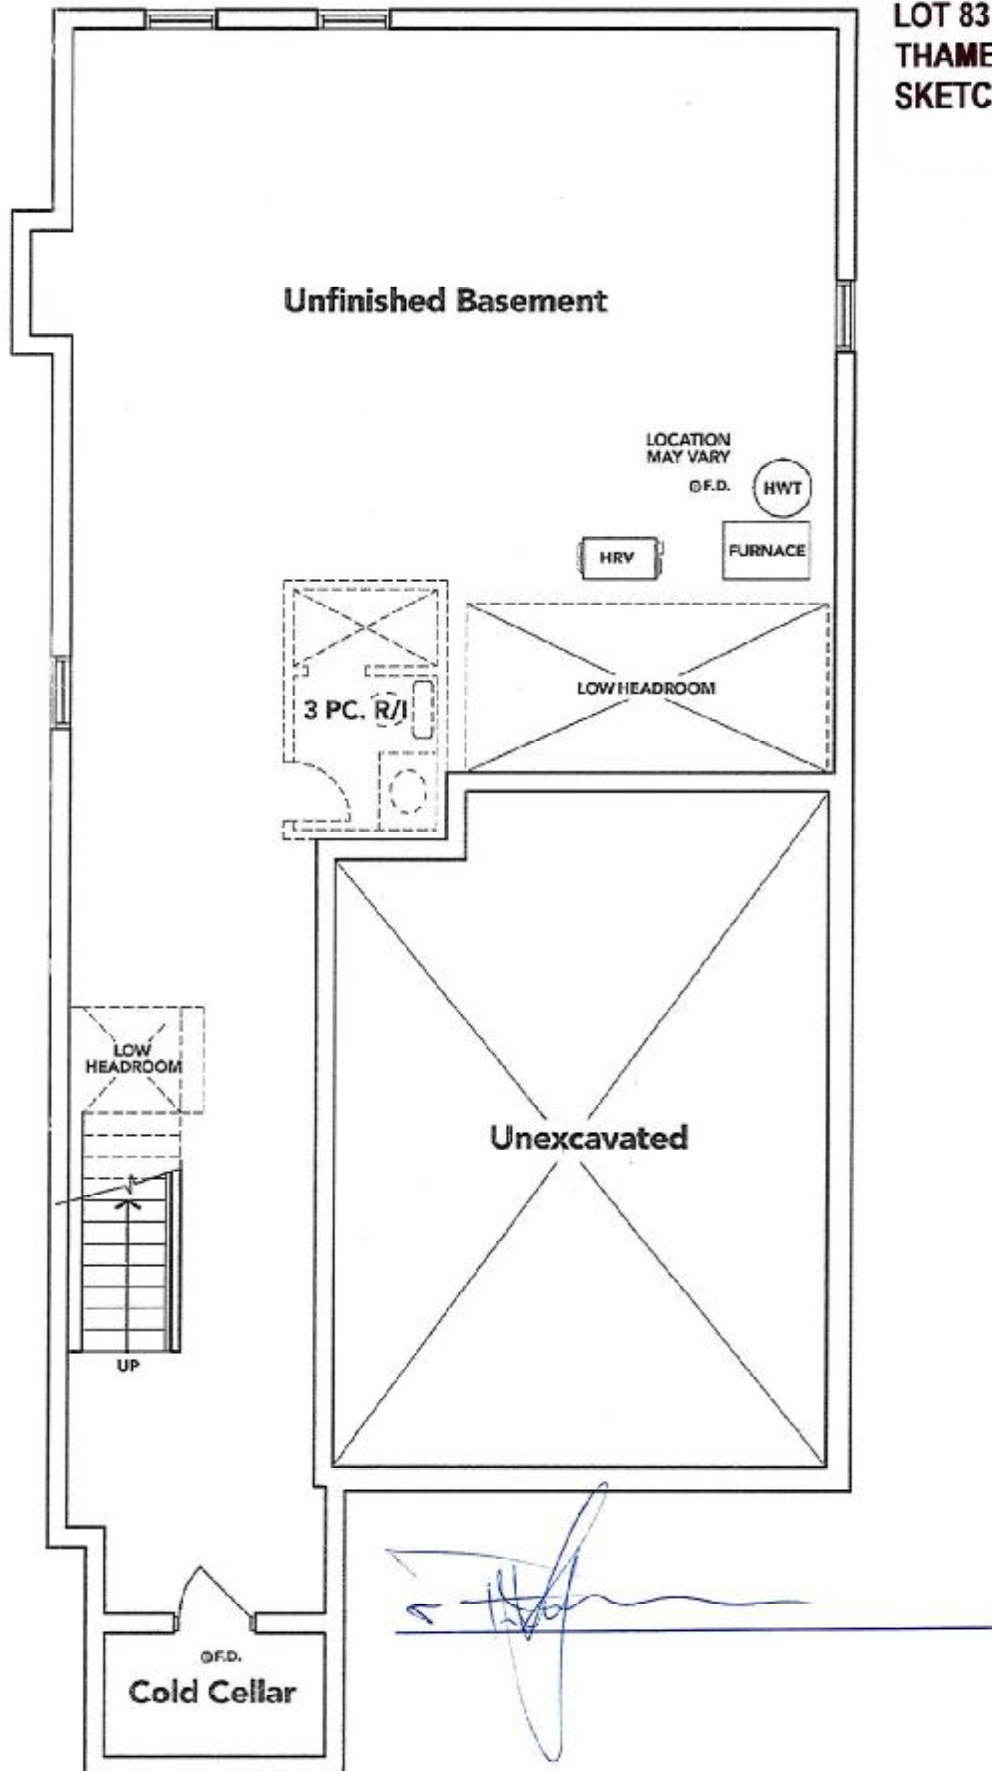 LOT 83
THAME
SKETC
Unfinished Basement
LOCATION
MAY VARY
F.D.
HWT
HRV
FURNACE
LOW HEADROOM
3 PC. R/I
LOW
HEADROOM
Unexcavated
UP
F.D.
Cold Cellar